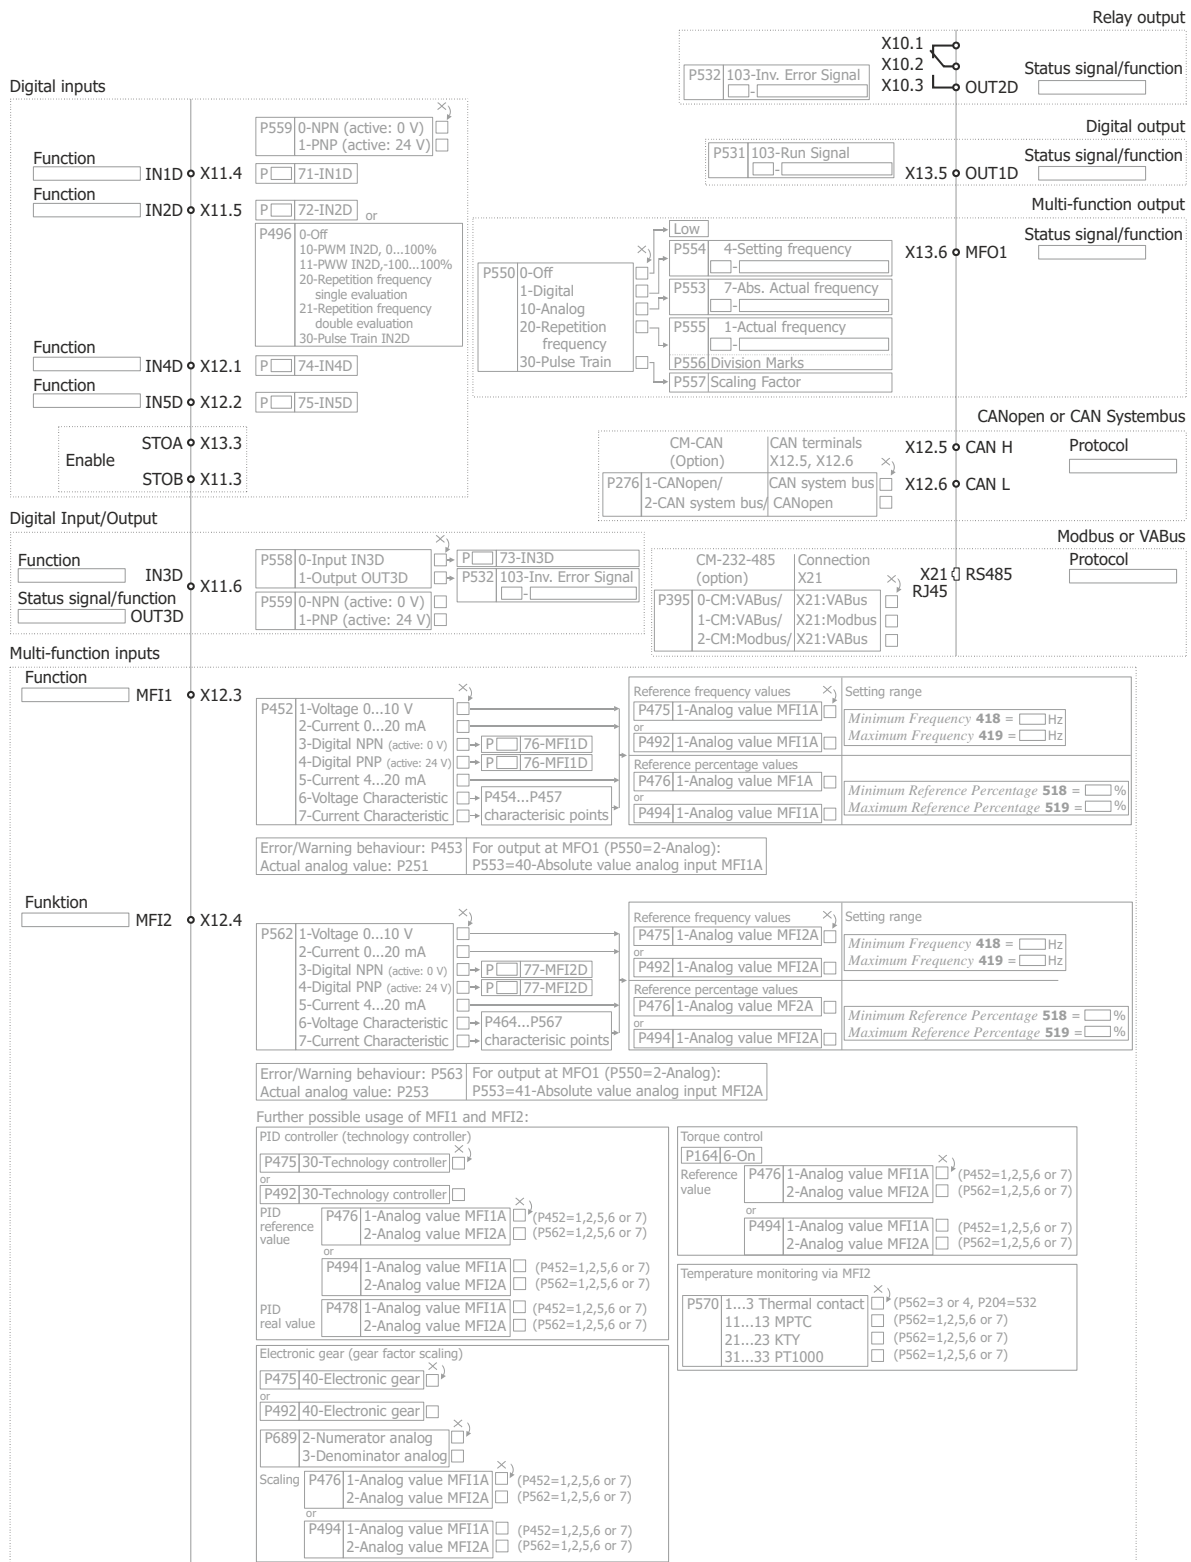 Relay output
X10.1
X10.2
X10.3
OUT2D
P532 103-Inv. Error Signal
-
Status signal/function
Digital inputs
P559 0-NPN (active: 0 V)
1-PNP (active: 24 V)
Function
IN1D X11.4 P 71-IN1D
Function
IN2D X11.5 P 72-IN2D or
P496 0-Off
10-PWM IN2D, 0...100%
11-PWW IN2D,-100...100%
20-Repetition frequency
single evaluation
21-Repetition frequency
double evaluation
30-Pulse Train IN2D
Function
IN4D X12.1 P 74-IN4D
Function
IN5D X12.2 P 75-IN5D
Enable
STOA X13.3
STOB X11.3
Digital output
P531 103-Run Signal
-
X13.5 OUT1D
Status signal/function
Multi-function output
Status signal/function
X13.6 MFO1
P550 0-Off
1-Digital
10-Analog
20-Repetition
frequency
30-Pulse Train
Low
P554 4-Setting frequency
-
P553 7-Abs. Actual frequency
-
P555 1-Actual frequency
-
P556 Division Marks
P557 Scaling Factor
CANopen or CAN Systembus
CM-CAN CAN terminals
(Option) X12.5, X12.6
P276 1-CANopen/ CAN system bus
2-CAN system bus/ CANopen
X12.5 CAN H
X12.6 CAN L
Protocol
Digital Input/Output
Function
IN3D
X11.6
Status signal/function
OUT3D
P558 0-Input IN3D P 73-IN3D
1-Output OUT3D P532 103-Inv. Error Signal
-
P559 0-NPN (active: 0 V)
1-PNP (active: 24 V)
Modbus or VABus
CM-232-485 Connection
(option) X21
P395 0-CM:VABus/ X21:VABus
1-CM:VABus/ X21:Modbus
2-CM:Modbus/ X21:VABus
X21 RS485
RJ45
Protocol
Multi-function inputs
Function
MFI1 X12.3
P452 1-Voltage 0...10 V
2-Current 0...20 mA
3-Digital NPN (active: 0 V) P 76-MFI1D
4-Digital PNP (active: 24 V) P 76-MFI1D
5-Current 4...20 mA
6-Voltage Characteristic P454...P457
7-Current Characteristic characterisic points
Reference frequency values
P475 1-Analog value MFI1A
or
P492 1-Analog value MFI1A
Reference percentage values
P476 1-Analog value MF1A
or
P494 1-Analog value MFI1A
Setting range
Minimum Frequency 418 = Hz
Maximum Frequency 419 = Hz
Minimum Reference Percentage 518 = %
Maximum Reference Percentage 519 = %
Error/Warning behaviour: P453 For output at MFO1 (P550=2-Analog):
Actual analog value: P251 P553=40-Absolute value analog input MFI1A
Funktion
MFI2 X12.4
P562 1-Voltage 0...10 V
2-Current 0...20 mA
3-Digital NPN (active: 0 V) P 77-MFI2D
4-Digital PNP (active: 24 V) P 77-MFI2D
5-Current 4...20 mA
6-Voltage Characteristic P464...P567
7-Current Characteristic characterisic points
Reference frequency values
P475 1-Analog value MFI2A
or
P492 1-Analog value MFI2A
Reference percentage values
P476 1-Analog value MF2A
or
P494 1-Analog value MFI2A
Setting range
Minimum Frequency 418 = Hz
Maximum Frequency 419 = Hz
Minimum Reference Percentage 518 = %
Maximum Reference Percentage 519 = %
Error/Warning behaviour: P563 For output at MFO1 (P550=2-Analog):
Actual analog value: P253 P553=41-Absolute value analog input MFI2A
Further possible usage of MFI1 and MFI2:
PID controller (technology controller)
P475 30-Technology controller
or
P492 30-Technology controller
PID
reference
value
P476 1-Analog value MFI1A (P452=1,2,5,6 or 7)
2-Analog value MFI2A (P562=1,2,5,6 or 7)
or
P494 1-Analog value MFI1A (P452=1,2,5,6 or 7)
2-Analog value MFI2A (P562=1,2,5,6 or 7)
PID
real value
P478 1-Analog value MFI1A (P452=1,2,5,6 or 7)
2-Analog value MFI2A (P562=1,2,5,6 or 7)
Electronic gear (gear factor scaling)
P475 40-Electronic gear
or
P492 40-Electronic gear
P689 2-Numerator analog
3-Denominator analog
Scaling P476 1-Analog value MFI1A (P452=1,2,5,6 or 7)
2-Analog value MFI2A (P562=1,2,5,6 or 7)
or
P494 1-Analog value MFI1A (P452=1,2,5,6 or 7)
2-Analog value MFI2A (P562=1,2,5,6 or 7)
Torque control
P164 6-On
Reference
value
P476 1-Analog value MFI1A (P452=1,2,5,6 or 7)
2-Analog value MFI2A (P562=1,2,5,6 or 7)
or
P494 1-Analog value MFI1A (P452=1,2,5,6 or 7)
2-Analog value MFI2A (P562=1,2,5,6 or 7)
Temperature monitoring via MFI2
P570 1...3 Thermal contact (P562=3 or 4, P204=532
11...13 MPTC (P562=1,2,5,6 or 7)
21...23 KTY (P562=1,2,5,6 or 7)
31...33 PT1000 (P562=1,2,5,6 or 7)